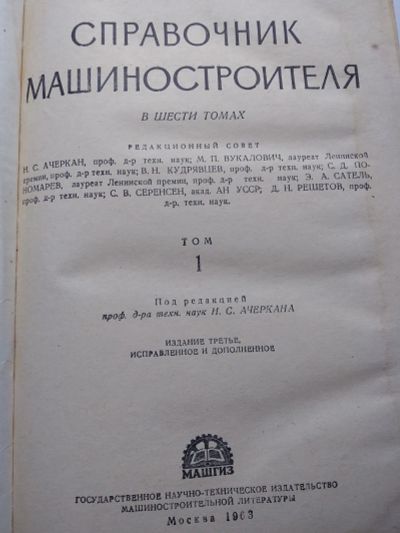 СПРАВОЧНИК
МАШИНОСТРОИТЕЛЯ
В ШЕСТИ ТОМАХ
РЕДАКЦИОННЫЙ СОВЕТ
Н. С. АЧЕРКАН, проф. д-р техн. наук; М. П. ВУКАЛОВИЧ, лауреат Ленинской
премии, проф. д-р техн. наук; В. Н. КУДРЯВЦЕВ, проф. д-р техн. наук; С. Д. ПО-
НОМАРЕВ, лауреат Ленинской премии, проф. д-р техн. наук; Э. А. САТЕЛЬ,
проф. д-р техн. наук; С. В. СЕРЕНСЕН, акад. АН УССР; Д. Н. РЕШЕТОВ, проф.
д-р. техн. наук.
ТОМ
1
Под редакцией
проф. д-ра техн. наук Н. С. АЧЕРКАНА
ИЗДАНИЕ ТРЕТЬЕ,
ИСПРАВЛЕННОЕ И ДОПОЛНЕННОЕ
МАШГИЗ
ГОСУДАРСТВЕННОЕ НАУЧНО-ТЕХНИЧЕСКОЕ ИЗДАТЕЛЬСТВО
МАШИНОСТРОИТЕЛЬНОЙ ЛИТЕРАТУРЫ
Москва 1963